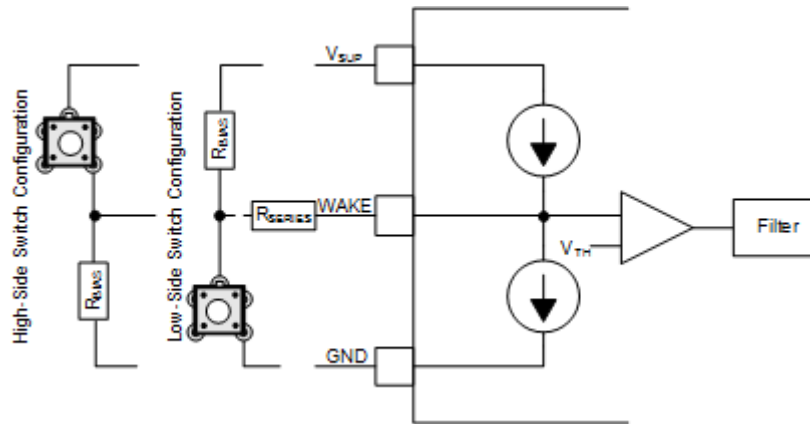 High-Side Switch Configuration
RBIAS
Low-Side Switch Configuration
RBIAS
RSERIES
VSUP
WAKE
GND
VTH
Filter